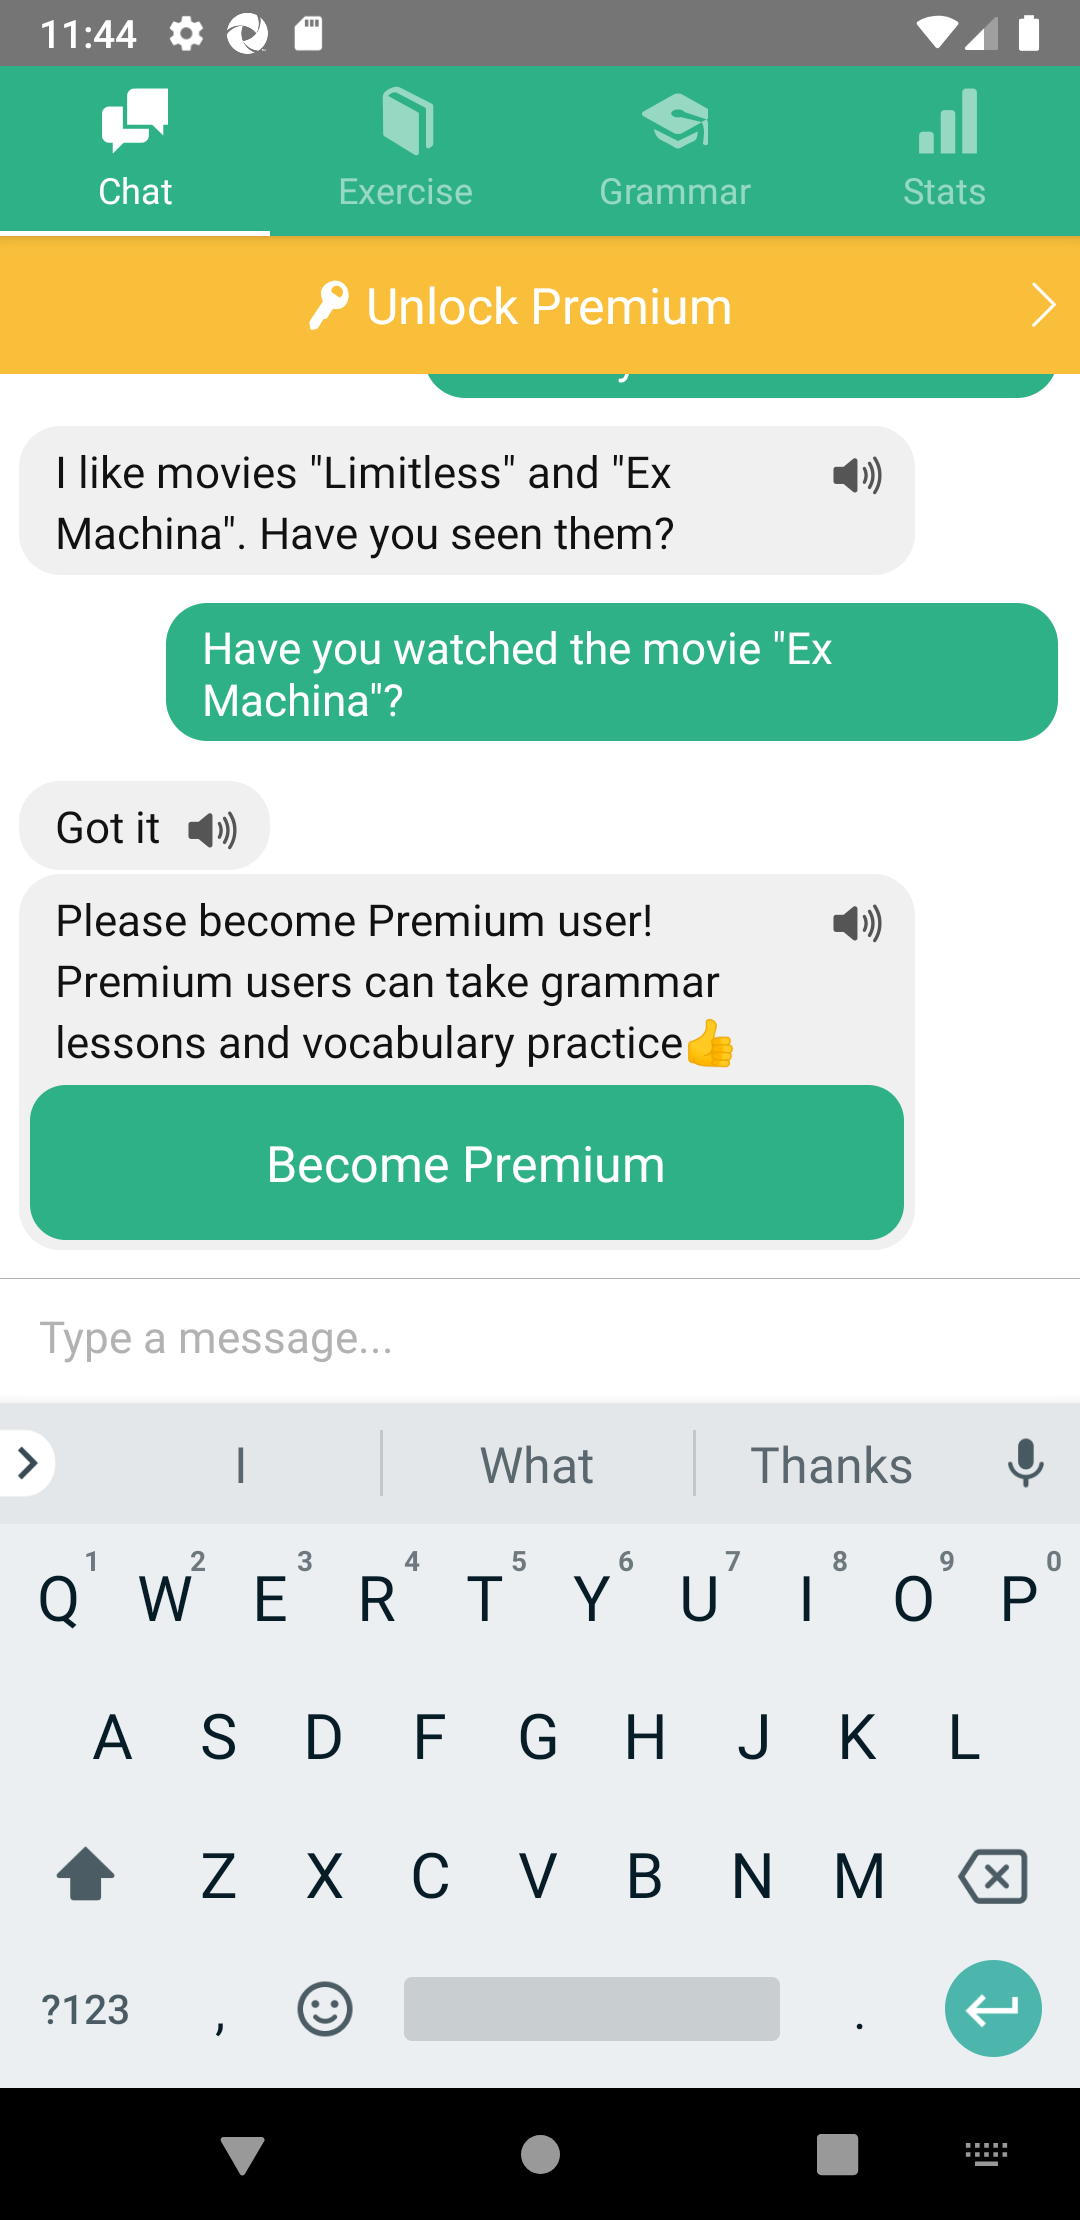 11:44
Chat
Exercise
Grammar
Stats
Unlock Premium
I like movies "Limitless" and "Ex
Machina". Have you seen them?
Have you watched the movie "Ex
Machina"?
Got it
Please become Premium user!
Premium users can take grammar
lessons and vocabulary practice👍
Become Premium
Type a message...
I
What
Thanks
Q 1 W 2 E 3 R 4 T 5 Y 6 U 7 I 8 O 9 P 0
A S D F G H J K L
Z X C V B N M
?123 , .